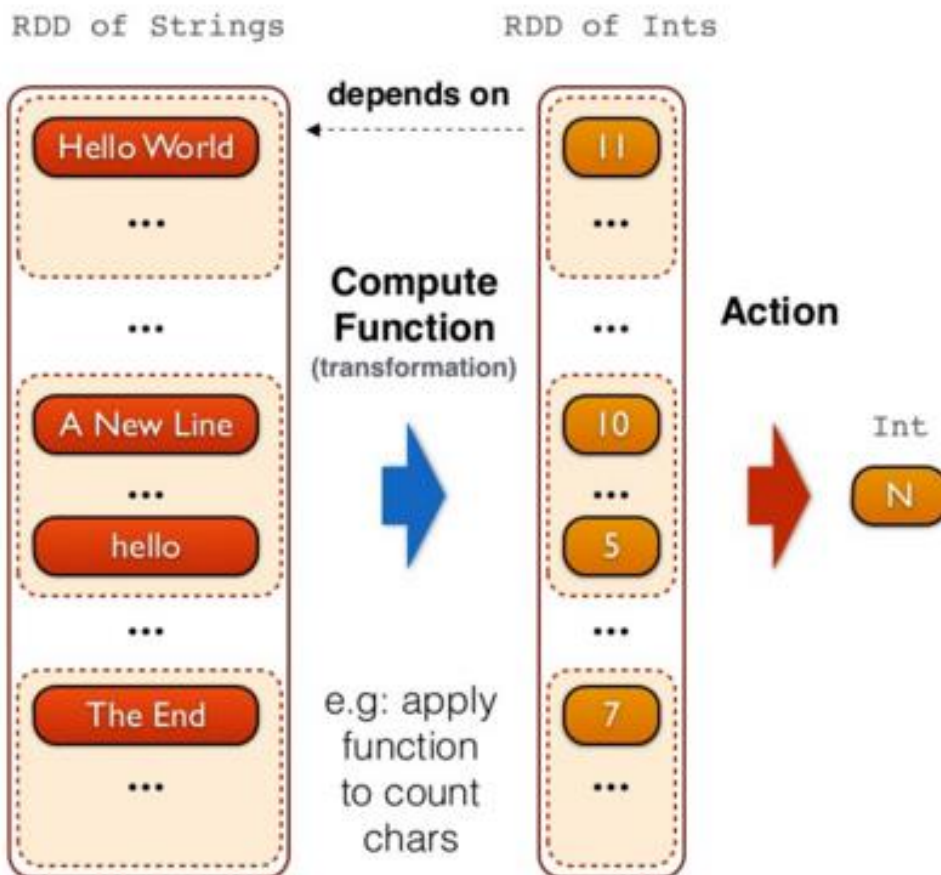 RDD of Strings
RDD of Ints
depends on
Hello World
11
...
...
Compute
Function
(transformation)
Action
...
...
A New Line
10
Int
...
...
N
hello
5
...
...
The End
7
e.g: apply
function
to count
chars
...
...